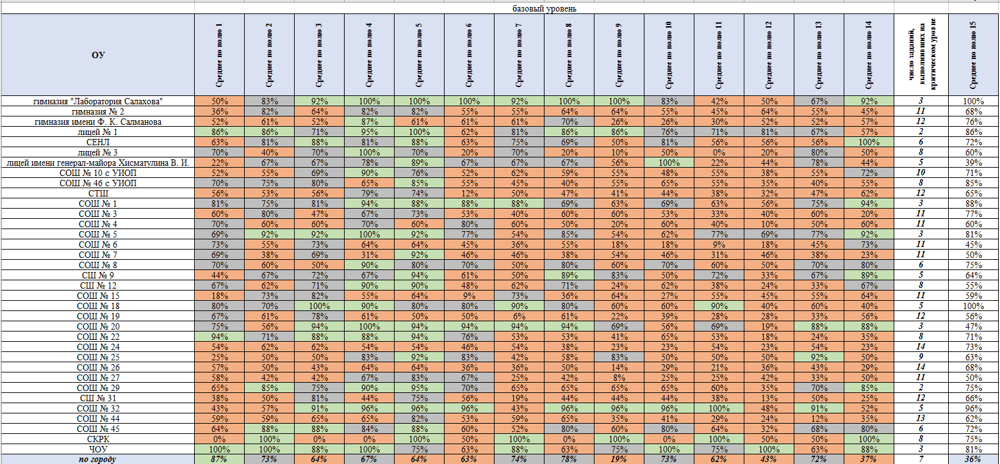 базовый уровень
ОУ Среднее по полю 1 Среднее по полю 2 Среднее по полю 3 Среднее по полю 4 Среднее по полю 5 Среднее по полю 6 Среднее по полю 7 Среднее по полю 8 Среднее по полю 9 Среднее по полю 10 Среднее по полю 11 Среднее по полю 12 Среднее по полю 13 Среднее по полю 14 число заданий, выполнивших на критическом уровне Среднее по полю 15
гимназия "Лаборатория Салахова" 50% 83% 92% 100% 100% 100% 92% 100% 100% 83% 42% 50% 67% 92% 3 100%
гимназия № 2 36% 82% 64% 82% 82% 55% 55% 64% 64% 55% 45% 64% 55% 45% 11 68%
гимназия имени Ф. К. Салманова 52% 61% 52% 87% 61% 61% 61% 70% 26% 26% 30% 52% 52% 57% 12 76%
лицей № 1 86% 86% 71% 95% 100% 62% 81% 86% 86% 76% 71% 81% 67% 57% 2 86%
СЕНЛ 63% 81% 88% 81% 88% 63% 75% 69% 50% 81% 56% 56% 56% 100% 6 72%
лицей № 3 70% 40% 70% 100% 70% 20% 70% 20% 10% 50% 0% 20% 80% 50% 8 60%
лицей имени генерал-майора Хисматулина В. И. 22% 67% 67% 78% 89% 67% 67% 67% 56% 100% 22% 44% 78% 44% 5 39%
СОШ № 10 с УИОП 52% 55% 69% 90% 76% 52% 62% 59% 55% 48% 55% 38% 55% 72% 10 71%
СОШ № 46 с УИОП 70% 75% 80% 65% 85% 55% 45% 40% 55% 40% 55% 35% 40% 55% 8 85%
СТШ 56% 53% 56% 79% 74% 12% 50% 47% 41% 44% 38% 32% 47% 62% 12 65%
СОШ № 1 81% 75% 81% 94% 88% 88% 88% 69% 63% 69% 63% 56% 75% 94% 3 88%
СОШ № 3 60% 80% 47% 67% 73% 53% 40% 60% 60% 53% 33% 40% 60% 20% 11 77%
СОШ № 4 70% 60% 60% 70% 60% 80% 60% 50% 20% 60% 40% 10% 50% 60% 11 60%
СОШ № 5 69% 92% 92% 100% 92% 77% 54% 85% 54% 62% 77% 69% 77% 92% 3 81%
СОШ № 6 73% 55% 73% 64% 64% 45% 36% 55% 18% 18% 9% 18% 45% 73% 11 45%
СОШ № 7 69% 38% 69% 31% 92% 46% 46% 38% 54% 46% 31% 46% 38% 23% 11 50%
СОШ № 8 70% 60% 50% 90% 80% 70% 50% 80% 60% 70% 60% 50% 70% 80% 6 75%
СШ № 9 44% 67% 72% 67% 94% 61% 50% 89% 83% 50% 72% 33% 67% 89% 5 64%
СШ № 12 67% 62% 71% 90% 90% 48% 62% 71% 24% 62% 38% 24% 33% 67% 8 55%
СОШ № 15 18% 73% 82% 55% 64% 9% 73% 36% 64% 27% 55% 45% 55% 64% 11 59%
СОШ № 18 80% 70% 100% 90% 80% 80% 90% 80% 60% 60% 90% 40% 60% 40% 5 100%
СОШ № 19 67% 61% 78% 61% 50% 50% 6% 61% 22% 39% 28% 28% 33% 56% 12 56%
СОШ № 20 75% 56% 94% 100% 94% 94% 94% 94% 69% 56% 69% 19% 88% 88% 3 47%
СОШ № 22 94% 71% 88% 88% 94% 76% 53% 53% 41% 65% 53% 18% 24% 35% 8 71%
СОШ № 24 54% 62% 62% 54% 54% 46% 54% 38% 23% 23% 54% 23% 54% 23% 14 73%
СОШ № 25 25% 50% 50% 83% 92% 83% 42% 58% 83% 50% 50% 50% 92% 50% 9 63%
СОШ № 26 57% 50% 43% 64% 64% 36% 36% 50% 14% 29% 21% 36% 43% 29% 14 68%
СОШ № 27 58% 42% 42% 67% 83% 67% 25% 42% 8% 25% 25% 42% 33% 50% 11 50%
СОШ № 29 65% 85% 75% 90% 95% 70% 65% 65% 65% 65% 60% 35% 70% 85% 2 75%
СШ № 31 38% 50% 81% 44% 75% 56% 19% 44% 44% 44% 38% 13% 50% 25% 12 66%
СОШ № 32 43% 57% 91% 96% 96% 96% 43% 96% 96% 96% 100% 48% 91% 52% 5 96%
СОШ № 44 59% 59% 65% 65% 82% 53% 59% 65% 35% 41% 29% 24% 12% 35% 13 62%
СОШ № 45 64% 88% 88% 84% 88% 60% 52% 80% 60% 80% 64% 32% 68% 80% 6 72%
СКРК 0% 100% 0% 0% 100% 50% 100% 0% 100% 0% 100% 50% 50% 100% 8 75%
ЧОУ 100% 100% 88% 100% 75% 63% 88% 63% 75% 100% 75% 100% 63% 88% 3 81%
по городу 87% 73% 64% 67% 64% 63% 74% 78% 19% 73% 62% 43% 72% 37% 7 36%